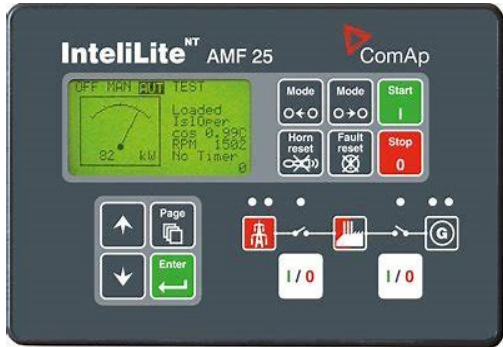 InteliLite NT AMF 25
ComAp
OFF MAN AUT TEST
Loaded
IslOper
cos 0.99C
RPM 1502
No Timer
82 kW
0
Mode
Mode
Start
I
Horn reset
Fault reset
Stop
0
Page
Enter
G
I / 0
I / 0